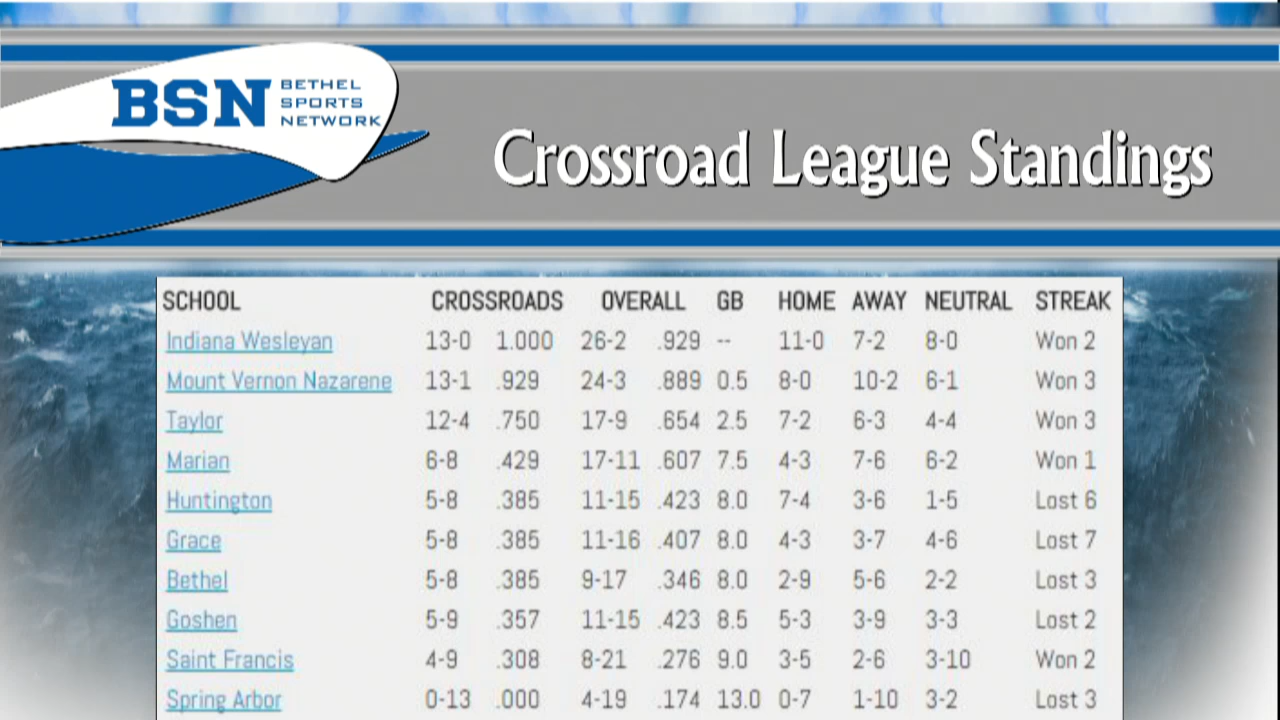 BSN BETHEL SPORTS NETWORK
Crossroad League Standings
SCHOOL CROSSROADS OVERALL GB HOME AWAY NEUTRAL STREAK
Indiana Wesleyan 13-0 1.000 26-2 .929 -- 11-0 7-2 8-0 Won 2
Mount Vernon Nazarene 13-1 .929 24-3 .889 0.5 8-0 10-2 6-1 Won 3
Taylor 12-4 .750 17-9 .654 2.5 7-2 6-3 4-4 Won 3
Marian 6-8 .429 17-11 .607 7.5 4-3 7-6 6-2 Won 1
Huntington 5-8 .385 11-15 .423 8.0 7-4 3-6 1-5 Lost 6
Grace 5-8 .385 11-16 .407 8.0 4-3 3-7 4-6 Lost 7
Bethel 5-8 .385 9-17 .346 8.0 2-9 5-6 2-2 Lost 3
Goshen 5-9 .357 11-15 .423 8.5 5-3 3-9 3-3 Lost 2
Saint Francis 4-9 .308 8-21 .276 9.0 3-5 2-6 3-10 Won 2
Spring Arbor 0-13 .000 4-19 .174 13.0 0-7 1-10 3-2 Lost 3